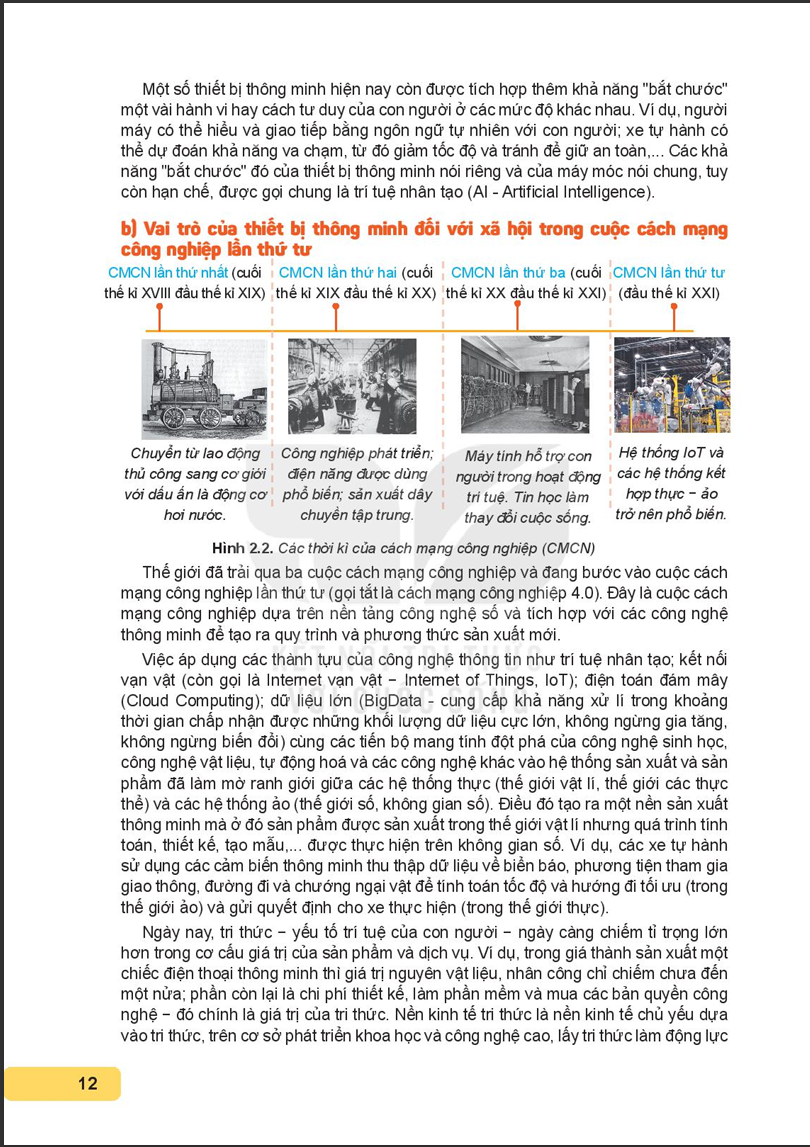 Một số thiết bị thông minh hiện nay còn được tích hợp thêm khả năng "bắt chước"
một vài hành vi hay cách tư duy của con người ở các mức độ khác nhau. Ví dụ, người
máy có thể hiểu và giao tiếp bằng ngôn ngữ tự nhiên với con người; xe tự hành có
thể dự đoán khả năng va chạm, từ đó giảm tốc độ và tránh để giữ an toàn,... Các khả
năng "bắt chước" đó của thiết bị thông minh nói riêng và của máy móc nói chung, tuy
còn hạn chế, được gọi chung là trí tuệ nhân tạo (AI - Artificial Intelligence).
b) Vai trò của thiết bị thông minh đối với xã hội trong cuộc cách mạng
công nghiệp lần thứ tư
CMCN lần thứ nhất (cuối
thế kỉ XVIII đầu thế kỉ XIX)
CMCN lần thứ hai (cuối
thế kỉ XIX đầu thế kỉ XX)
CMCN lần thứ ba (cuối
thế kỉ XX đầu thế kỉ XXI)
CMCN lần thứ tư
(đầu thế kỉ XXI)
Chuyển từ lao động
thủ công sang cơ giới
với dấu ấn là động cơ
hơi nước.
Công nghiệp phát triển;
điện năng được dùng
phổ biến; sản xuất dây
chuyền tập trung.
Máy tính hỗ trợ con
người trong hoạt động
trí tuệ. Tin học làm
thay đổi cuộc sống.
Hệ thống IoT và
các hệ thống kết
hợp thực – ảo
trở nên phổ biến.
Hình 2.2. Các thời kì của cách mạng công nghiệp (CMCN)
Thế giới đã trải qua ba cuộc cách mạng công nghiệp và đang bước vào cuộc cách
mạng công nghiệp lần thứ tư (gọi tắt là cách mạng công nghiệp 4.0). Đây là cuộc cách
mạng công nghiệp dựa trên nền tảng công nghệ số và tích hợp với các công nghệ
thông minh để tạo ra quy trình và phương thức sản xuất mới.
KẾT NỐI TRI THỨC
VỚI CUỘC SỐNG
Việc áp dụng các thành tựu của công nghệ thông tin như trí tuệ nhân tạo; kết nối
vạn vật (còn gọi là Internet vạn vật – Internet of Things, IoT); điện toán đám mây
(Cloud Computing); dữ liệu lớn (BigData - cung cấp khả năng xử lí trong khoảng
thời gian chấp nhận được những khối lượng dữ liệu cực lớn, không ngừng gia tăng,
không ngừng biến đổi) cùng các tiến bộ mang tính đột phá của công nghệ sinh học,
công nghệ vật liệu, tự động hoá và các công nghệ khác vào hệ thống sản xuất và sản
phẩm đã làm mờ ranh giới giữa các hệ thống thực (thế giới vật lí, thế giới các thực
thể) và các hệ thống ảo (thế giới số, không gian số). Điều đó tạo ra một nền sản xuất
thông minh mà ở đó sản phẩm được sản xuất trong thế giới vật lí nhưng quá trình tính
toán, thiết kế, tạo mẫu,... được thực hiện trên không gian số. Ví dụ, các xe tự hành
sử dụng các cảm biến thông minh thu thập dữ liệu về biển báo, phương tiện tham gia
giao thông, đường đi và chướng ngại vật để tính toán tốc độ và hướng đi tối ưu (trong
thế giới ảo) và gửi quyết định cho xe thực hiện (trong thế giới thực).
Ngày nay, tri thức – yếu tố trí tuệ của con người – ngày càng chiếm tỉ trọng lớn
hơn trong cơ cấu giá trị của sản phẩm và dịch vụ. Ví dụ, trong giá thành sản xuất một
chiếc điện thoại thông minh thì giá trị nguyên vật liệu, nhân công chỉ chiếm chưa đến
một nửa; phần còn lại là chi phí thiết kế, làm phần mềm và mua các bản quyền công
nghệ – đó chính là giá trị của tri thức. Nền kinh tế tri thức là nền kinh tế chủ yếu dựa
vào tri thức, trên cơ sở phát triển khoa học và công nghệ cao, lấy tri thức làm động lực
12